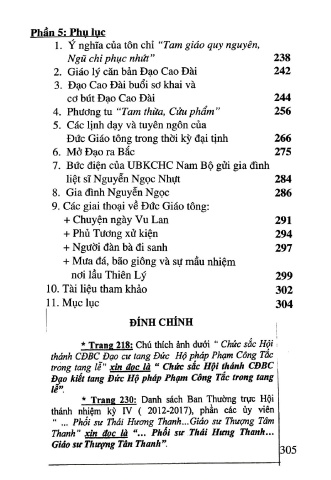 Phần 5: Phụ lục
1. Ý nghĩa của tôn chỉ "Tam giáo quy nguyên,
Ngũ chi phục nhứt" 238
2. Giáo lý căn bản Đạo Cao Đài 242
3. Đạo Cao Đài buổi sơ khai và
cơ bút Đạo Cao Đài 244
4. Phương tu "Tam thừa, Cửu phẩm" 256
5. Các lịnh dạy và tuyên ngôn của
Đức Giáo tông trong thời kỳ đại tịnh 266
6. Mở Đạo ra Bắc 275
7. Bức điện của UBKCHC Nam Bộ gửi gia đình
liệt sĩ Nguyễn Ngọc Nhựt 284
8. Gia đình Nguyễn Ngọc 286
9. Các giai thoại về Đức Giáo tông:
+ Chuyện ngày Vu Lan 291
+ Phủ Tương xử kiện 294
+ Người đàn bà đi sanh 297
+ Mưa đá, bão giông và sự mầu nhiệm
nơi lầu Thiên Lý 299
10. Tài liệu tham khảo 302
11. Mục lục 304
ĐÍNH CHÍNH
* Trang 218: Chú thích ảnh dưới " Chức sắc Hội
thánh CĐBC Đạo cư tang Đức Hộ pháp Phạm Công Tắc
trong tang lễ" xin đọc là " Chức sắc Hội thánh CĐBC
Đạo kiết tang Đức Hộ pháp Phạm Công Tắc trong tang
lễ".
* Trang 230: Danh sách Ban Thường trực Hội
thánh nhiệm kỳ IV ( 2012-2017), phần các ủy viên
" ... Phối sư Thái Hương Thanh...Giáo sư Thượng Tâm
Thanh" xin đọc là "... Phối sư Thái Hưng Thanh...
Giáo sư Thượng Tân Thanh".
305